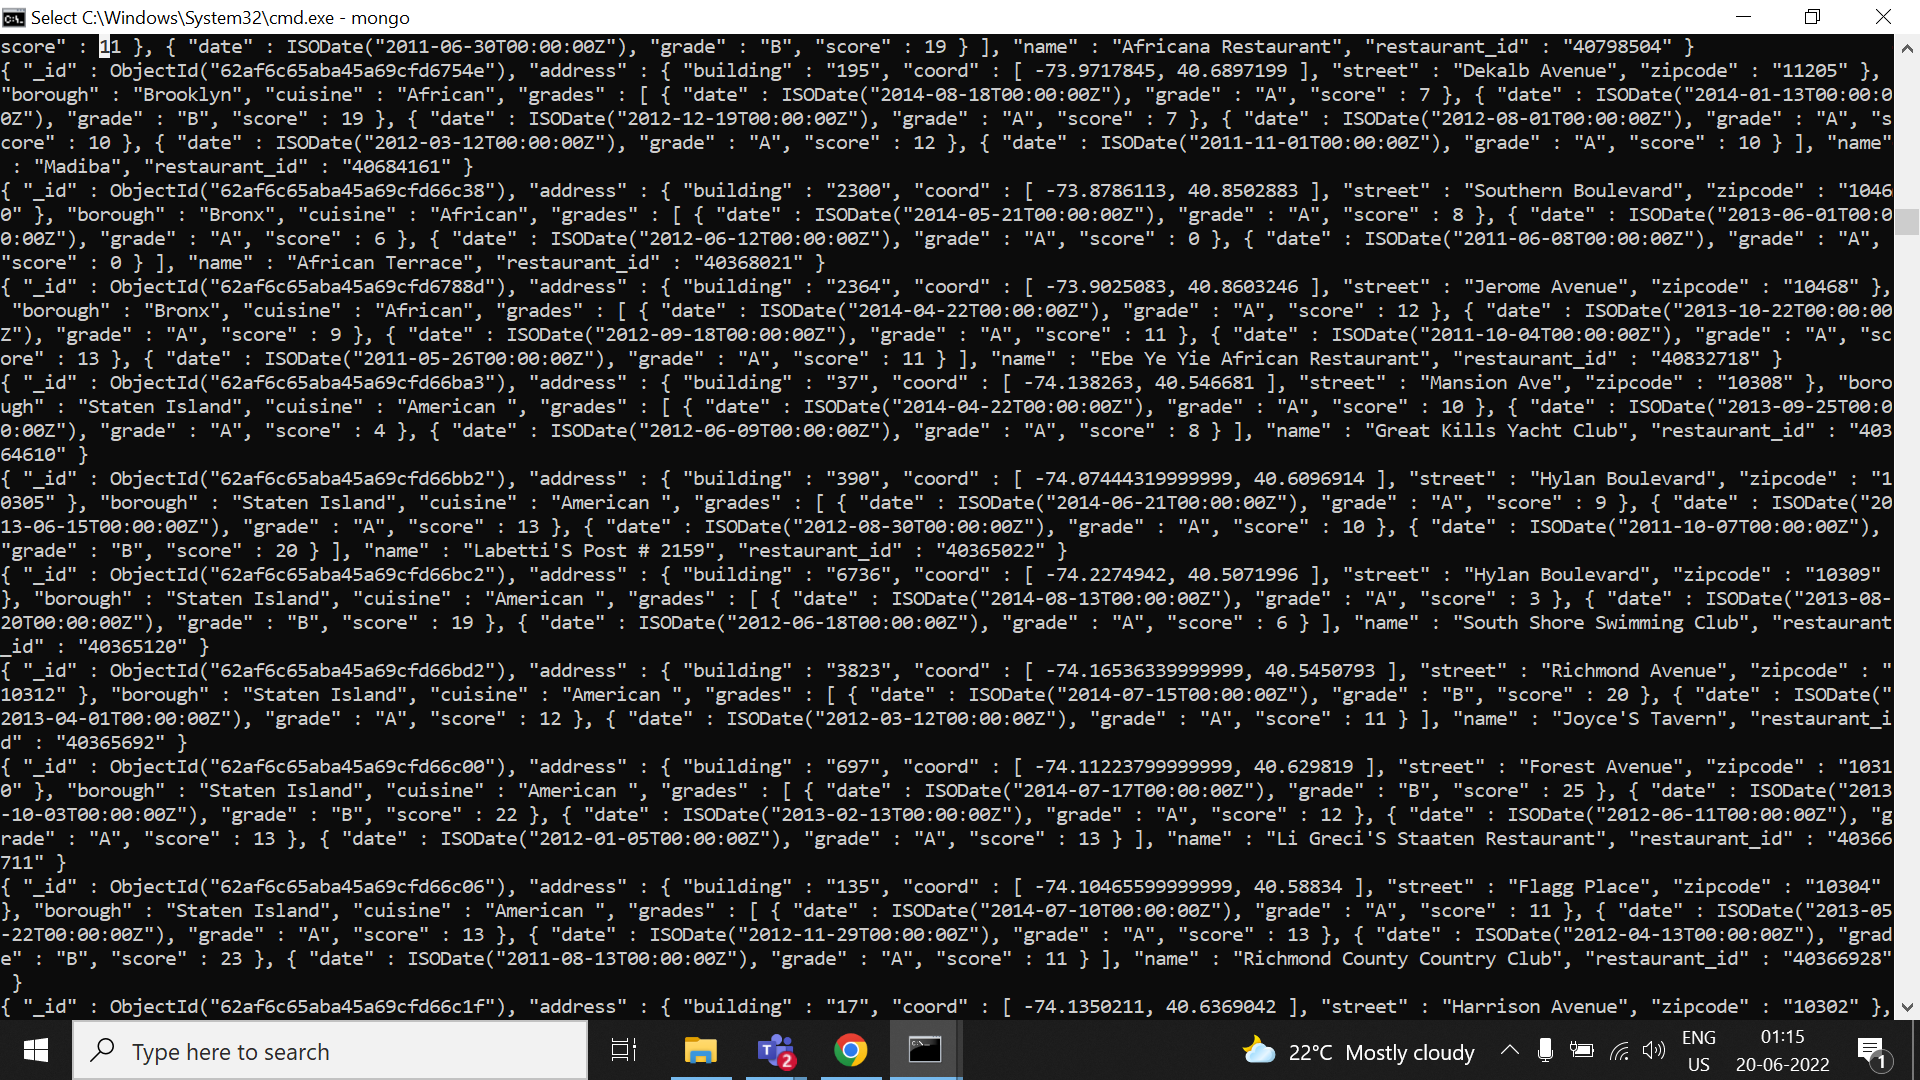 Select C:\Windows\System32\cmd.exe - mongo
score" : 11 }, { "date" : ISODate("2011-06-30T00:00:00Z"), "grade" : "B", "score" : 19 } ], "name" : "Africana Restaurant", "restaurant_id" : "40798504" }
{ "_id" : ObjectId("62af6c65aba45a69cfd6754e"), "address" : { "building" : "195", "coord" : [ -73.9717845, 40.6897199 ], "street" : "Dekalb Avenue", "zipcode" : "11205" },
"borough" : "Brooklyn", "cuisine" : "African", "grades" : [ { "date" : ISODate("2014-08-18T00:00:00Z"), "grade" : "A", "score" : 7 }, { "date" : ISODate("2014-01-13T00:00:0
0Z"), "grade" : "B", "score" : 19 }, { "date" : ISODate("2012-12-19T00:00:00Z"), "grade" : "A", "score" : 7 }, { "date" : ISODate("2012-08-01T00:00:00Z"), "grade" : "A", "s
core" : 10 }, { "date" : ISODate("2012-03-12T00:00:00Z"), "grade" : "A", "score" : 12 }, { "date" : ISODate("2011-11-01T00:00:00Z"), "grade" : "A", "score" : 10 } ], "name"
 : "Madiba", "restaurant_id" : "40684161" }
{ "_id" : ObjectId("62af6c65aba45a69cfd66c38"), "address" : { "building" : "2300", "coord" : [ -73.8786113, 40.8502883 ], "street" : "Southern Boulevard", "zipcode" : "1046
0" }, "borough" : "Bronx", "cuisine" : "African", "grades" : [ { "date" : ISODate("2014-05-21T00:00:00Z"), "grade" : "A", "score" : 8 }, { "date" : ISODate("2013-06-01T00:0
0:00Z"), "grade" : "A", "score" : 6 }, { "date" : ISODate("2012-06-12T00:00:00Z"), "grade" : "A", "score" : 0 }, { "date" : ISODate("2011-06-08T00:00:00Z"), "grade" : "A",
"score" : 0 } ], "name" : "African Terrace", "restaurant_id" : "40368021" }
{ "_id" : ObjectId("62af6c65aba45a69cfd6788d"), "address" : { "building" : "2364", "coord" : [ -73.9025083, 40.8603246 ], "street" : "Jerome Avenue", "zipcode" : "10468" },
 "borough" : "Bronx", "cuisine" : "African", "grades" : [ { "date" : ISODate("2014-04-22T00:00:00Z"), "grade" : "A", "score" : 12 }, { "date" : ISODate("2013-10-22T00:00:00
Z"), "grade" : "A", "score" : 9 }, { "date" : ISODate("2012-09-18T00:00:00Z"), "grade" : "A", "score" : 11 }, { "date" : ISODate("2011-10-04T00:00:00Z"), "grade" : "A", "sc
ore" : 13 }, { "date" : ISODate("2011-05-26T00:00:00Z"), "grade" : "A", "score" : 11 } ], "name" : "Ebe Ye Yie African Restaurant", "restaurant_id" : "40832718" }
{ "_id" : ObjectId("62af6c65aba45a69cfd66ba3"), "address" : { "building" : "37", "coord" : [ -74.138263, 40.546681 ], "street" : "Mansion Ave", "zipcode" : "10308" }, "boro
ugh" : "Staten Island", "cuisine" : "American ", "grades" : [ { "date" : ISODate("2014-04-22T00:00:00Z"), "grade" : "A", "score" : 10 }, { "date" : ISODate("2013-09-25T00:0
0:00Z"), "grade" : "A", "score" : 4 }, { "date" : ISODate("2012-06-09T00:00:00Z"), "grade" : "A", "score" : 8 } ], "name" : "Great Kills Yacht Club", "restaurant_id" : "403
64610" }
{ "_id" : ObjectId("62af6c65aba45a69cfd66bb2"), "address" : { "building" : "390", "coord" : [ -74.07444319999999, 40.6096914 ], "street" : "Hylan Boulevard", "zipcode" : "1
0305" }, "borough" : "Staten Island", "cuisine" : "American ", "grades" : [ { "date" : ISODate("2014-06-21T00:00:00Z"), "grade" : "A", "score" : 9 }, { "date" : ISODate("20
13-06-15T00:00:00Z"), "grade" : "A", "score" : 13 }, { "date" : ISODate("2012-08-30T00:00:00Z"), "grade" : "A", "score" : 10 }, { "date" : ISODate("2011-10-07T00:00:00Z"),
"grade" : "B", "score" : 20 } ], "name" : "Labetti'S Post # 2159", "restaurant_id" : "40365022" }
{ "_id" : ObjectId("62af6c65aba45a69cfd66bc2"), "address" : { "building" : "6736", "coord" : [ -74.2274942, 40.5071996 ], "street" : "Hylan Boulevard", "zipcode" : "10309"
}, "borough" : "Staten Island", "cuisine" : "American ", "grades" : [ { "date" : ISODate("2014-08-13T00:00:00Z"), "grade" : "A", "score" : 3 }, { "date" : ISODate("2013-08-
20T00:00:00Z"), "grade" : "B", "score" : 19 }, { "date" : ISODate("2012-06-18T00:00:00Z"), "grade" : "A", "score" : 6 } ], "name" : "South Shore Swimming Club", "restaurant
_id" : "40365120" }
{ "_id" : ObjectId("62af6c65aba45a69cfd66bd2"), "address" : { "building" : "3823", "coord" : [ -74.16536339999999, 40.5450793 ], "street" : "Richmond Avenue", "zipcode" : "
10312" }, "borough" : "Staten Island", "cuisine" : "American ", "grades" : [ { "date" : ISODate("2014-07-15T00:00:00Z"), "grade" : "B", "score" : 20 }, { "date" : ISODate("
2013-04-01T00:00:00Z"), "grade" : "A", "score" : 12 }, { "date" : ISODate("2012-03-12T00:00:00Z"), "grade" : "A", "score" : 11 } ], "name" : "Joyce'S Tavern", "restaurant_i
d" : "40365692" }
{ "_id" : ObjectId("62af6c65aba45a69cfd66c00"), "address" : { "building" : "697", "coord" : [ -74.11223799999999, 40.629819 ], "street" : "Forest Avenue", "zipcode" : "1031
0" }, "borough" : "Staten Island", "cuisine" : "American ", "grades" : [ { "date" : ISODate("2014-07-17T00:00:00Z"), "grade" : "B", "score" : 25 }, { "date" : ISODate("2013
-10-03T00:00:00Z"), "grade" : "B", "score" : 22 }, { "date" : ISODate("2013-02-13T00:00:00Z"), "grade" : "A", "score" : 12 }, { "date" : ISODate("2012-06-11T00:00:00Z"), "g
rade" : "A", "score" : 13 }, { "date" : ISODate("2012-01-05T00:00:00Z"), "grade" : "A", "score" : 13 } ], "name" : "Li Greci'S Staaten Restaurant", "restaurant_id" : "40366
711" }
{ "_id" : ObjectId("62af6c65aba45a69cfd66c06"), "address" : { "building" : "135", "coord" : [ -74.10465599999999, 40.58834 ], "street" : "Flagg Place", "zipcode" : "10304"
}, "borough" : "Staten Island", "cuisine" : "American ", "grades" : [ { "date" : ISODate("2014-07-10T00:00:00Z"), "grade" : "A", "score" : 11 }, { "date" : ISODate("2013-05
-22T00:00:00Z"), "grade" : "A", "score" : 13 }, { "date" : ISODate("2012-11-29T00:00:00Z"), "grade" : "A", "score" : 13 }, { "date" : ISODate("2012-04-13T00:00:00Z"), "grad
e" : "B", "score" : 23 }, { "date" : ISODate("2011-08-13T00:00:00Z"), "grade" : "A", "score" : 11 } ], "name" : "Richmond County Country Club", "restaurant_id" : "40366928"
 }
{ "_id" : ObjectId("62af6c65aba45a69cfd66c1f"), "address" : { "building" : "17", "coord" : [ -74.1350211, 40.6369042 ], "street" : "Harrison Avenue", "zipcode" : "10302" },
Type here to search
2
22°C Mostly cloudy
ENG
US
01:15
20-06-2022
1